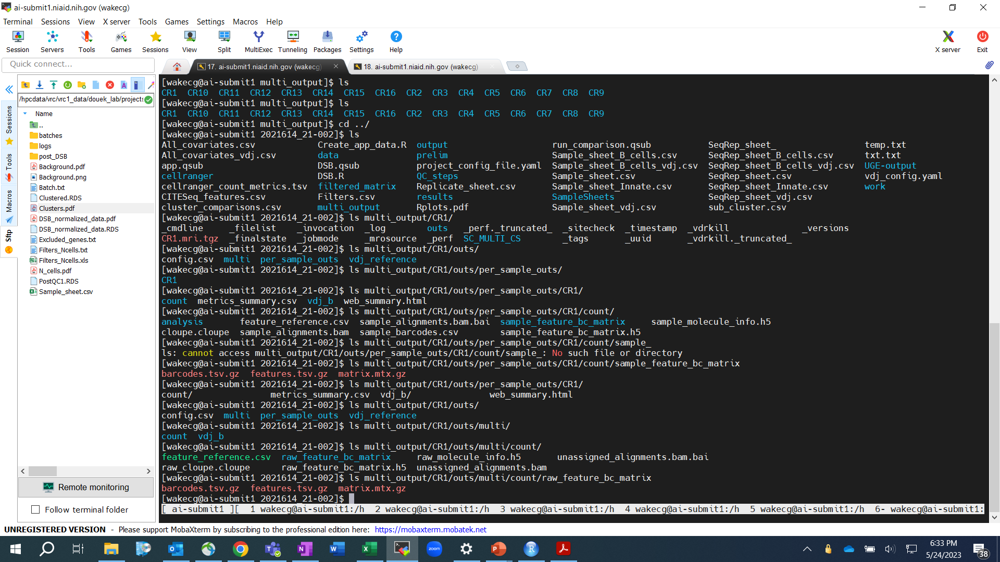 ai-submit1.niaid.nih.gov (wakecg)
Terminal Sessions View X server Tools Games Settings Macros Help
Session Servers Tools Games Sessions View Split MultiExec Tunneling Packages Settings Help X server Exit
Quick connect...
17. ai-submit1.niaid.nih.gov (wakecg)
18. ai-submit1.niaid.nih.gov (wakecg)
Sessions
Tools
Macros
Sftp
/hpcdata/vrc/vrc1_data/douek_lab/projects
Name
..
batches
logs
post_DSB
Background.pdf
Background.png
Batch.txt
Clustered.RDS
Clusters.pdf
DSB_normalized_data.pdf
DSB_normalized_data.RDS
Excluded_genes.txt
Filters_Ncells.txt
Filters_Ncells.xls
N_cells.pdf
PostQC1.RDS
Sample_sheet.csv
Remote monitoring
Follow terminal folder
[wakecg@ai-submit1 multi_output]$ ls
CR1 CR10 CR11 CR12 CR13 CR14 CR15 CR16 CR2 CR3 CR4 CR5 CR6 CR7 CR8 CR9
[wakecg@ai-submit1 multi_output]$ ls
CR1 CR10 CR11 CR12 CR13 CR14 CR15 CR16 CR2 CR3 CR4 CR5 CR6 CR7 CR8 CR9
[wakecg@ai-submit1 multi_output]$ cd ../
[wakecg@ai-submit1 2021614_21-002]$ ls
All_covariates.csv Create_app_data.R output run_comparison.qsub SeqRep_sheet_ temp.txt
All_covariates_vdj.csv data prelim Sample_sheet_B_cells.csv SeqRep_sheet_B_cells.csv txt.txt
app.qsub DSB.qsub project_config_file.yaml Sample_sheet_B_cells_vdj.csv SeqRep_sheet_B_cells_vdj.csv UGE-output
cellranger DSB.R QC_steps Sample_sheet.csv SeqRep_sheet.csv vdj_config.yaml
cellranger_count_metrics.tsv filtered_matrix Replicate_sheet.csv Sample_sheet_Innate.csv SeqRep_sheet_Innate.csv work
CITESeq_features.csv Filters.csv results SampleSheets SeqRep_sheet_vdj.csv
cluster_comparisons.csv multi_output Rplots.pdf Sample_sheet_vdj.csv sub_cluster.csv
[wakecg@ai-submit1 2021614_21-002]$ ls multi_output/CR1/
_cmdline _filelist _invocation _log outs _perf._truncated_ _sitecheck _timestamp _vdrkill _versions
CR1.mri.tgz _finalstate _jobmode _mrosource _perf SC_MULTI_CS _tags _uuid _vdrkill._truncated_
[wakecg@ai-submit1 2021614_21-002]$ ls multi_output/CR1/outs/
config.csv multi per_sample_outs vdj_reference
[wakecg@ai-submit1 2021614_21-002]$ ls multi_output/CR1/outs/per_sample_outs/
CR1
[wakecg@ai-submit1 2021614_21-002]$ ls multi_output/CR1/outs/per_sample_outs/CR1/
count metrics_summary.csv vdj_b web_summary.html
[wakecg@ai-submit1 2021614_21-002]$ ls multi_output/CR1/outs/per_sample_outs/CR1/count/
analysis feature_reference.csv sample_alignments.bam.bai sample_feature_bc_matrix sample_molecule_info.h5
cloupe.cloupe sample_alignments.bam sample_barcodes.csv sample_feature_bc_matrix.h5
[wakecg@ai-submit1 2021614_21-002]$ ls multi_output/CR1/outs/per_sample_outs/CR1/count/sample_
ls: cannot access multi_output/CR1/outs/per_sample_outs/CR1/count/sample_: No such file or directory
[wakecg@ai-submit1 2021614_21-002]$ ls multi_output/CR1/outs/per_sample_outs/CR1/count/sample_feature_bc_matrix
barcodes.tsv.gz features.tsv.gz matrix.mtx.gz
[wakecg@ai-submit1 2021614_21-002]$ ls multi_output/CR1/outs/per_sample_outs/CR1/
count/ metrics_summary.csv vdj_b/ web_summary.html
[wakecg@ai-submit1 2021614_21-002]$ ls multi_output/CR1/outs/
config.csv multi per_sample_outs vdj_reference
[wakecg@ai-submit1 2021614_21-002]$ ls multi_output/CR1/outs/multi/
count vdj_b
[wakecg@ai-submit1 2021614_21-002]$ ls multi_output/CR1/outs/multi/count/
feature_reference.csv raw_feature_bc_matrix raw_molecule_info.h5 unassigned_alignments.bam.bai
raw_cloupe.cloupe raw_feature_bc_matrix.h5 unassigned_alignments.bam
[wakecg@ai-submit1 2021614_21-002]$ ls multi_output/CR1/outs/multi/count/raw_feature_bc_matrix
barcodes.tsv.gz features.tsv.gz matrix.mtx.gz
[wakecg@ai-submit1 2021614_21-002]$
[ ai-submit1 ][ 1 wakecg@ai-submit1:/h 2 wakecg@ai-submit1:/h 3 wakecg@ai-submit1:/h 4 wakecg@ai-submit1:/h 5 wakecg@ai-submit1:/h 6- wakecg@ai-submit1:
UNREGISTERED VERSION - Please support MobaXterm by subscribing to the professional edition here: https://mobaxterm.mobatek.net
zoom
6:33 PM
5/24/2023
38